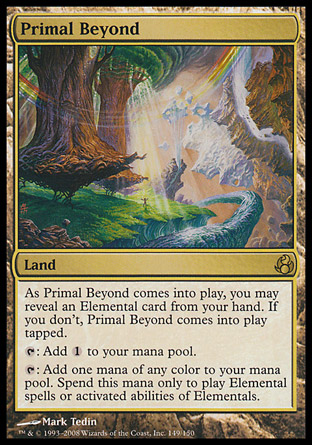 Primal Beyond
Land
As Primal Beyond comes into play, you may
reveal an Elemental card from your hand. If
you don't, Primal Beyond comes into play
tapped.
: Add 1 to your mana pool.
: Add one mana of any color to your mana
pool. Spend this mana only to play Elemental
spells or activated abilities of Elementals.
Mark Tedin
™ & © 1993-2008 Wizards of the Coast, Inc. 149/150